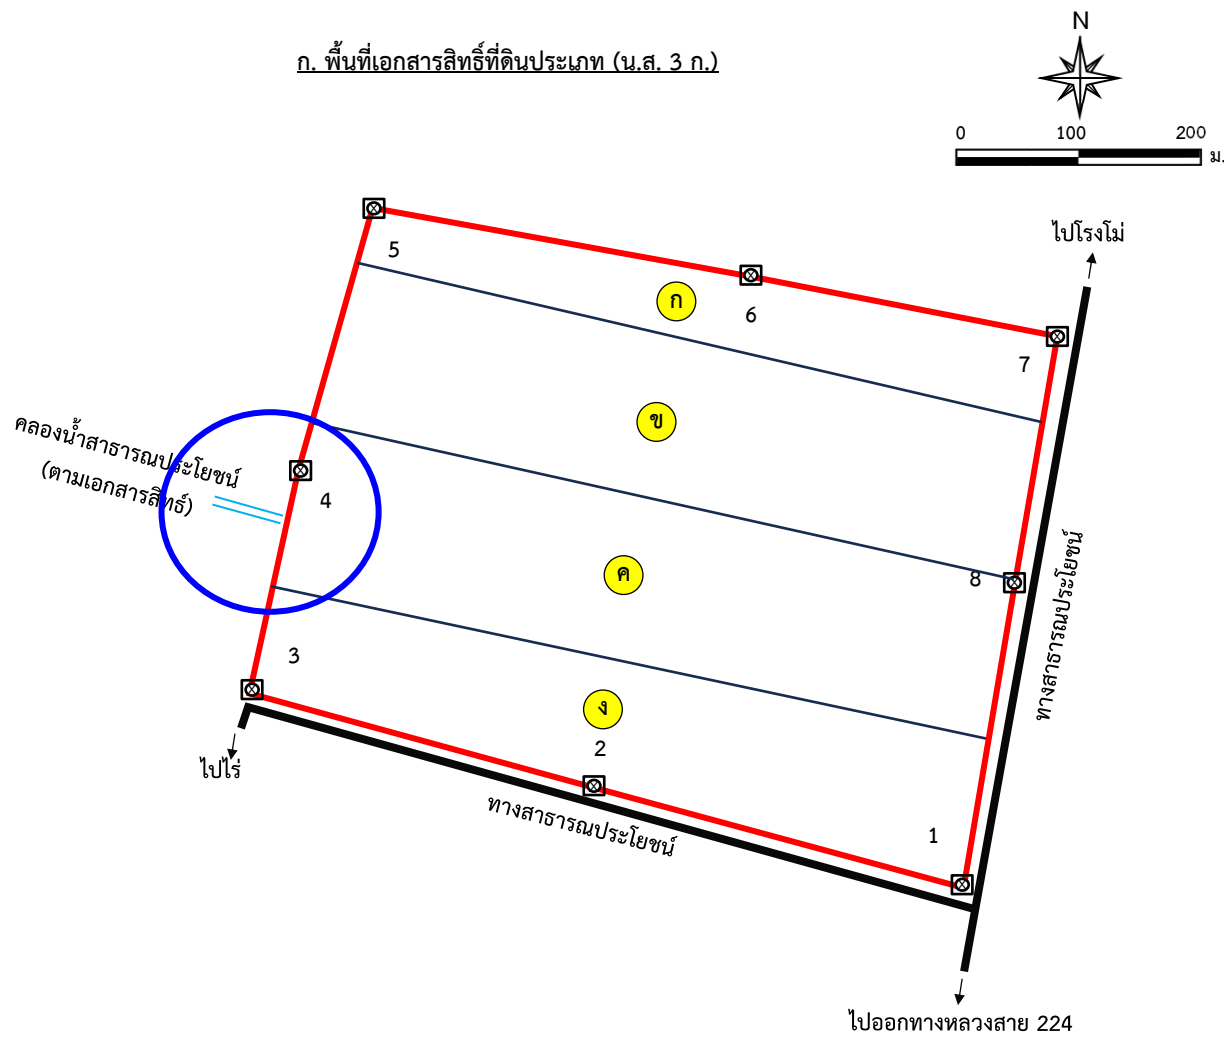 N
ก. พื้นที่เอกสารสิทธิ์ที่ดินประเภท (น.ส. 3 ก.)
0 100 200
ม.
ไปโรงโม่
5
ก
6
7
ข
คลองน้ำสาธารณประโยชน์
(ตามเอกสารสิทธ์)
4
ค
8
ทางสาธารณประโยชน์
3
ง
2
ไปไร่
ทางสาธารณประโยชน์
1
ไปออกทางหลวงสาย 224